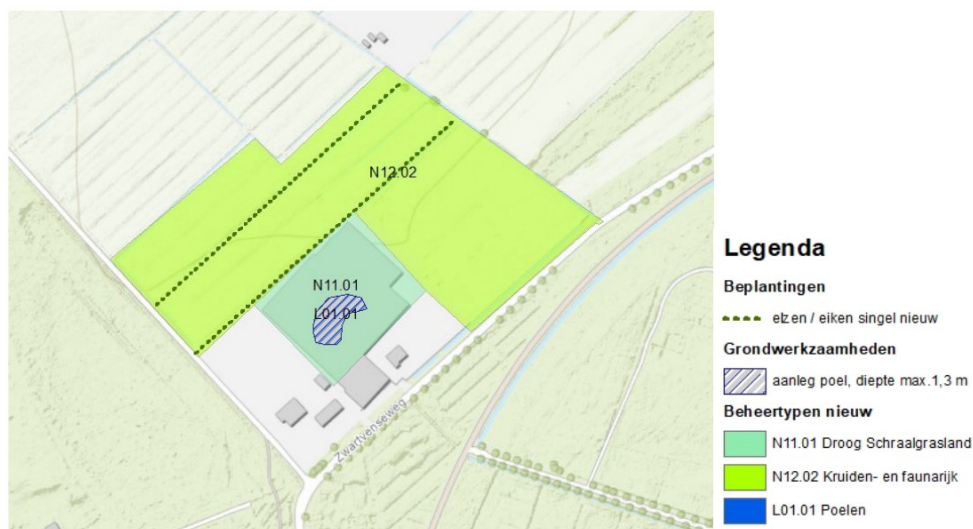 N12.02
N11.01
L01.01
Zwartvenseweg
Legenda
Beplantingen
elzen / eiken singel nieuw
Grondwerkzaamheden
aanleg poel, diepte max.1,3 m
Beheertypen nieuw
N11.01 Droog Schraalgrasland
N12.02 Kruiden- en faunarijk
L01.01 Poelen